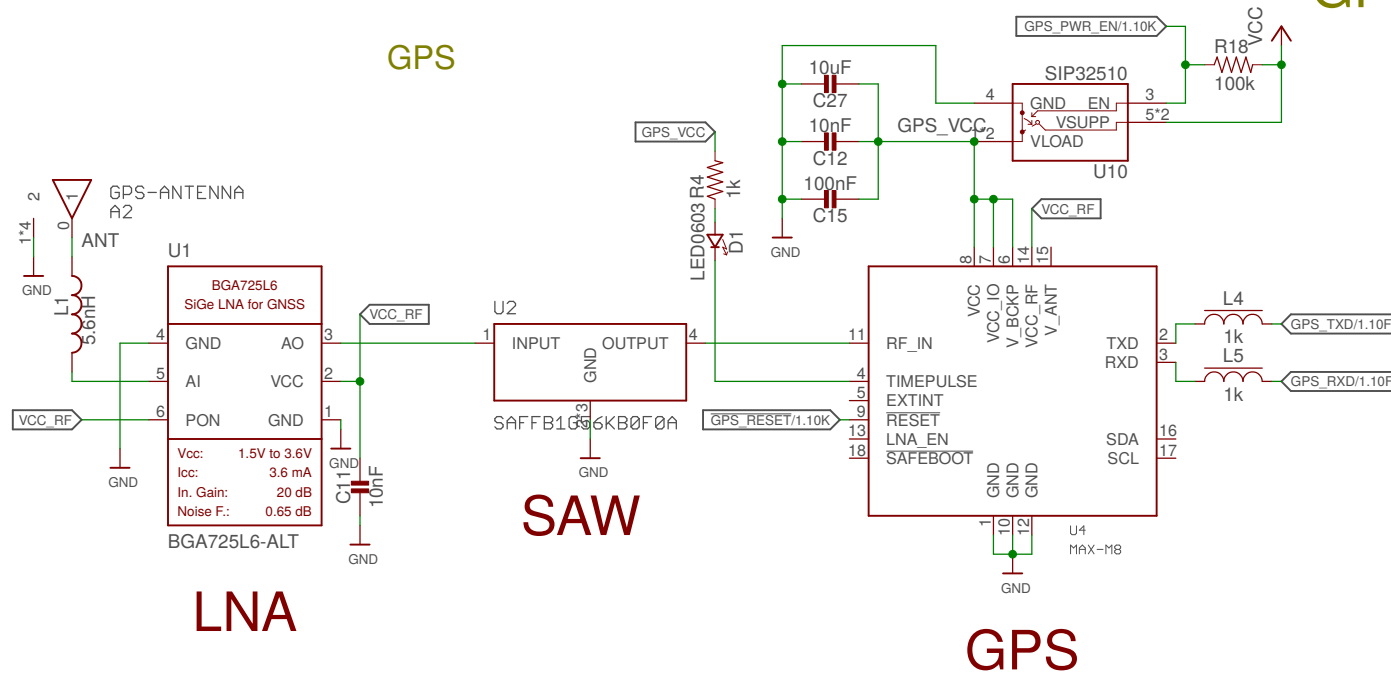 GPS
GPS_PWR_EN/1.10K
VCC
R18
100k
SIP32510
4
GND
EN
3
VSUPP
5*2
2
VLOAD
U10
GPS_VCC
10uF
C27
10nF
C12
100nF
C15
GND
GPS_VCC
R4
1k
LED0603
D1
2
1
GPS-ANTENNA
A2
1*4
0
ANT
GND
L1
5.6nH
U1
BGA725L6
SiGe LNA for GNSS
4
GND
AO
3
5
AI
VCC
2
6
PON
GND
1
VCC_RF
VCC_RF
Vcc:
1.5V to 3.6V
Icc:
3.6 mA
In. Gain:
20 dB
Noise F.:
0.65 dB
BGA725L6-ALT
GND
GND
C11
10nF
GND
LNA
U2
1
INPUT
GND
OUTPUT
4
GND
SAW
VCC_RF
8
7
6
14
15
VCC
VCC_IO
V_BCKP
VCC_RF
V_ANT
11
RF_IN
4
TIMEPULSE
5
EXTINT
GPS_RESET/1.10K
9
RESET
13
LNA_EN
18
SAFEBOOT
TXD
2
RXD
3
SDA
16
SCL
17
GND
GND
GND
1
10
12
U4
MAX-M8
GND
L4
1k
GPS_TXD/1.10
L5
1k
GPS_RXD/1.10
GPS